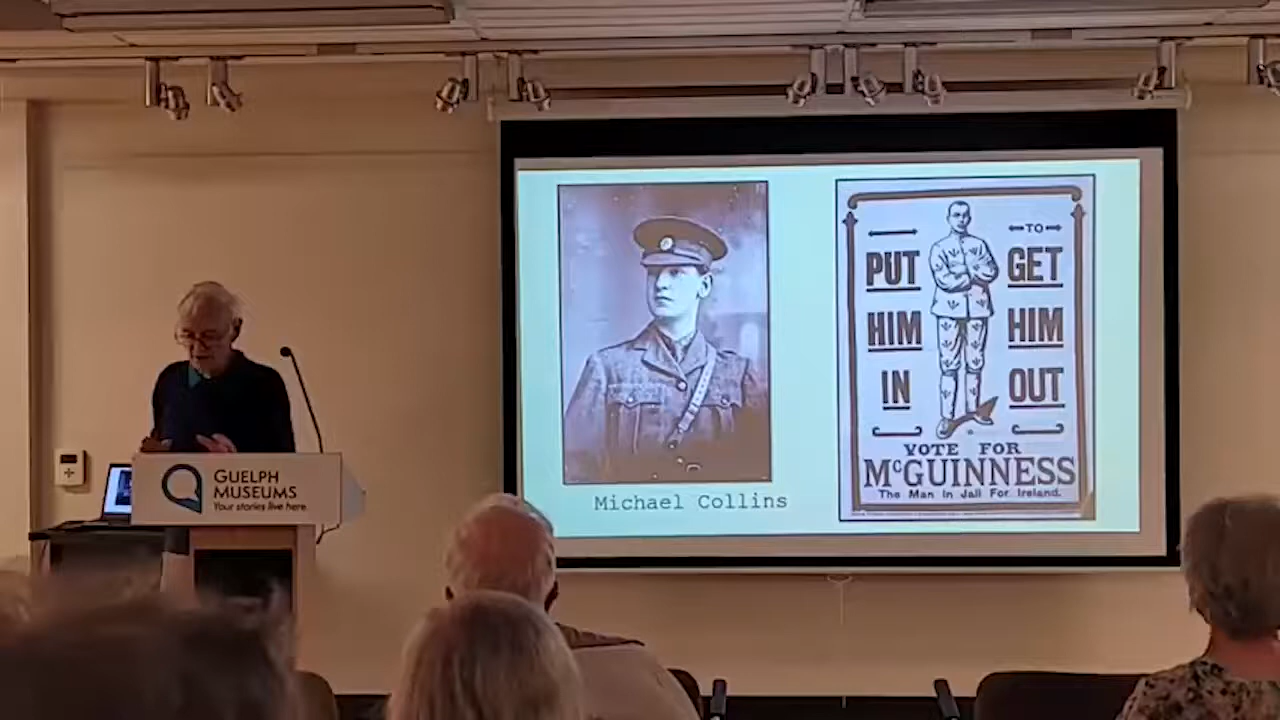 GUELPH
MUSEUMS
Your stories live here.
Michael Collins
PUT
HIM
IN
TO
GET
HIM
OUT
VOTE FOR
McGUINNESS
The Man In Jail For Ireland.